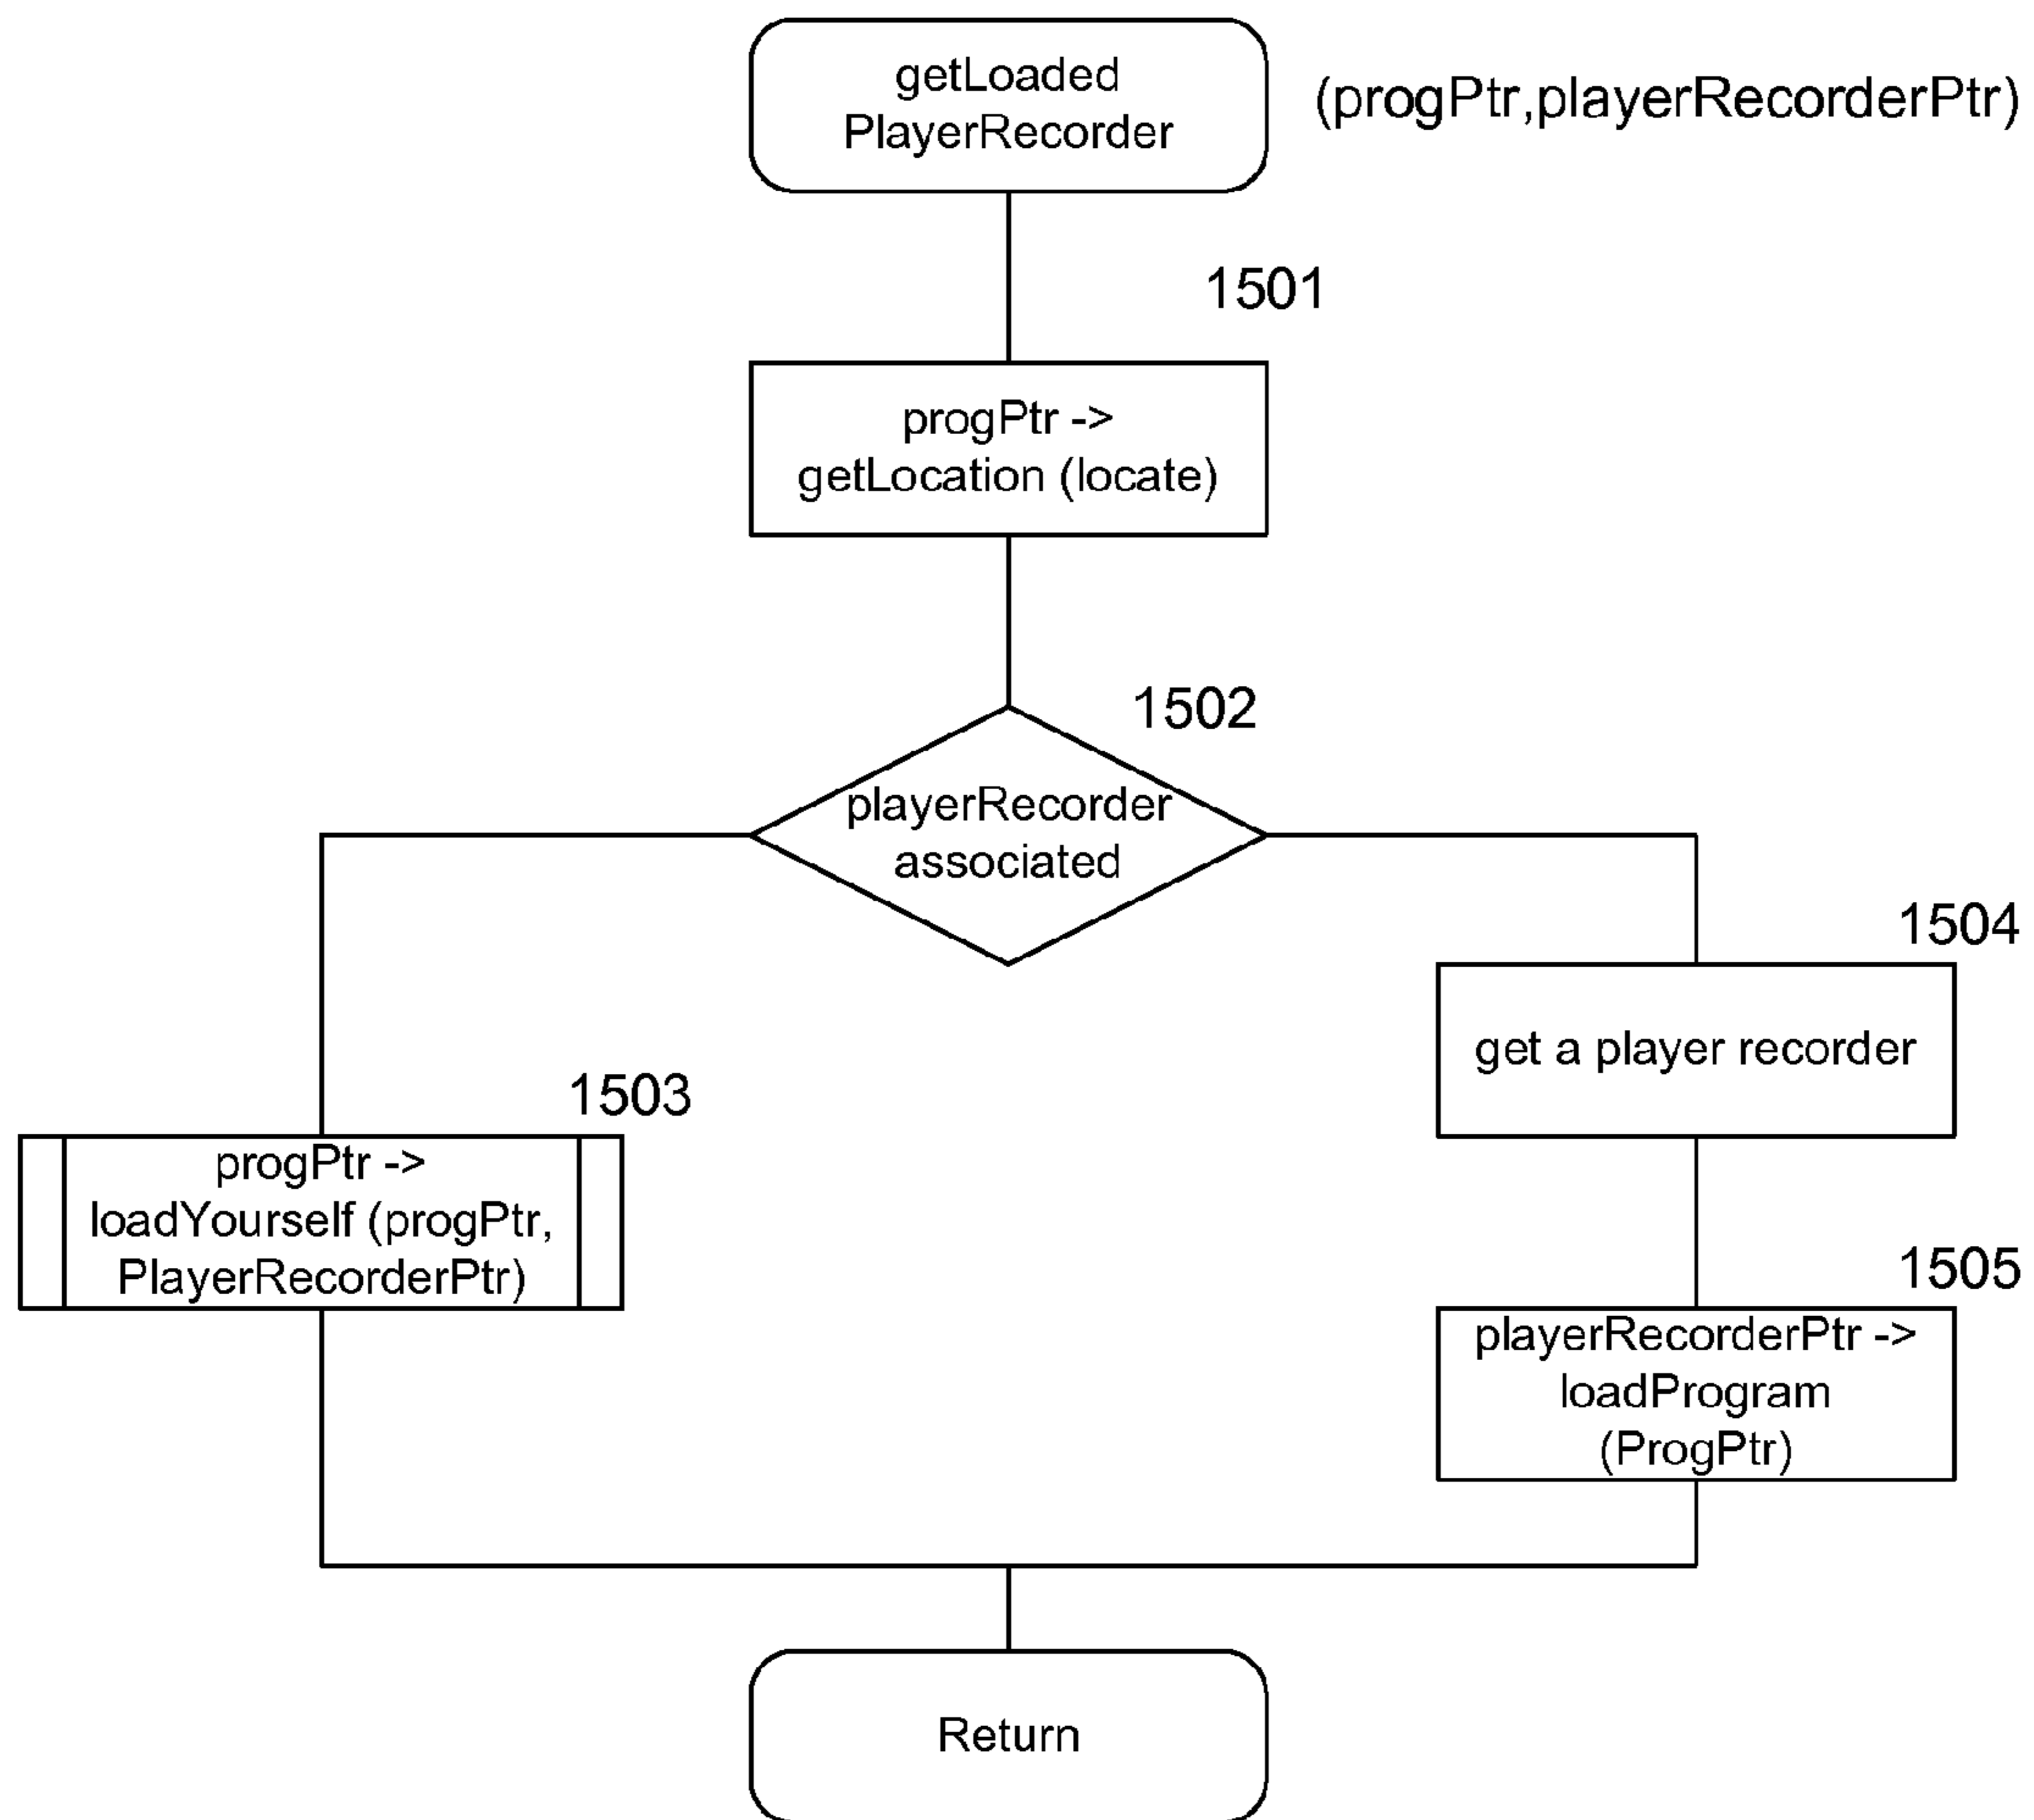 getLoaded
PlayerRecorder
(progPtr,playerRecorderPtr)
1501
progPtr ->
getLocation (locate)
1502
playerRecorder
associated
1503
progPtr ->
loadYourself (progPtr,
PlayerRecorderPtr)
1504
get a player recorder
1505
playerRecorderPtr ->
loadProgram
(ProgPtr)
Return